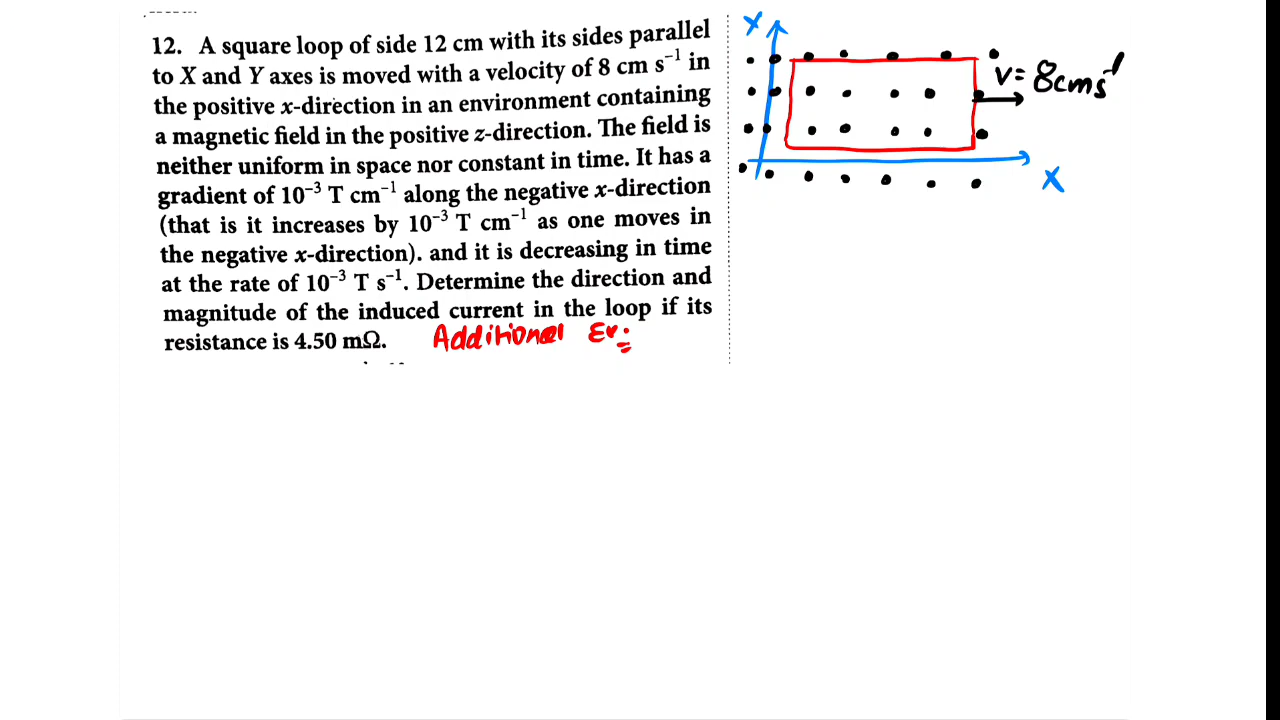 12. A square loop of side 12 cm with its sides parallel
to X and Y axes is moved with a velocity of 8 cm s⁻¹ in
the positive x-direction in an environment containing
a magnetic field in the positive z-direction. The field is
neither uniform in space nor constant in time. It has a
gradient of 10⁻³ T cm⁻¹ along the negative x-direction
(that is it increases by 10⁻³ T cm⁻¹ as one moves in
the negative x-direction). and it is decreasing in time
at the rate of 10⁻³ T s⁻¹. Determine the direction and
magnitude of the induced current in the loop if its
resistance is 4.50 mΩ.
Additional Ex:
V= 8cms⁻¹
X